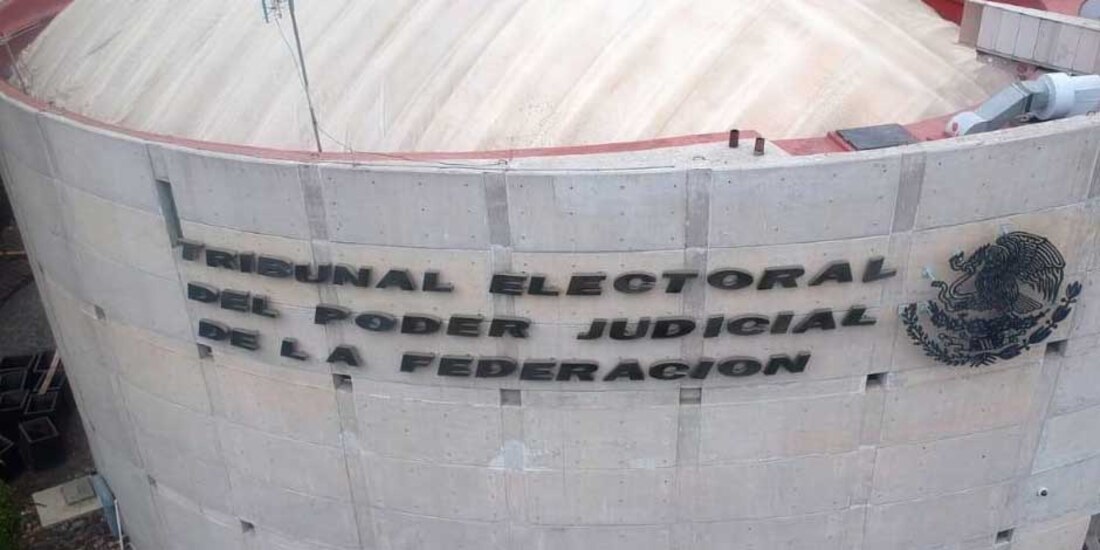 TRIBUNAL ELECTORAL
DEL PODER JUDICIAL
DE LA FEDERACION